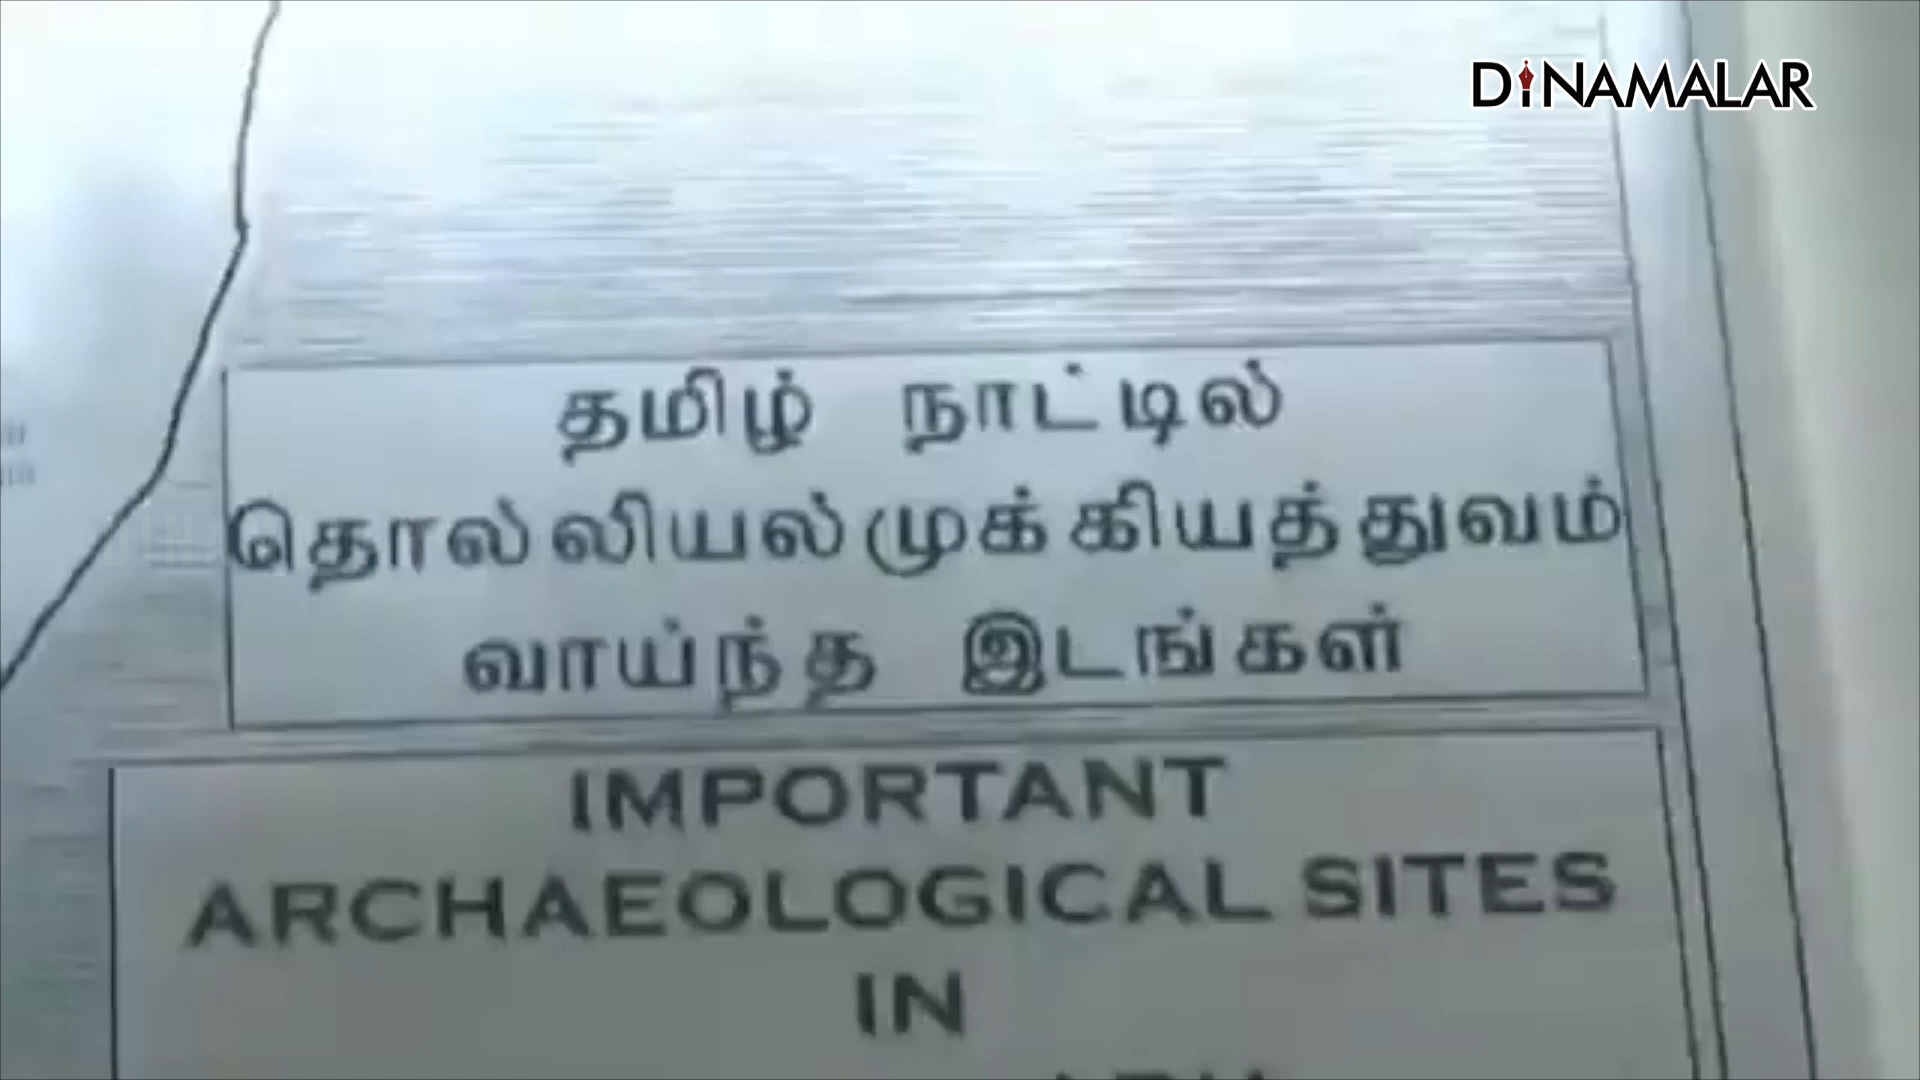 DINAMALAR
தமிழ் நாட்டில்
தொல்லியல்முக்கியத்துவம்
வாய்ந்த இடங்கள்
IMPORTANT
ARCHAEOLOGICAL SITES
IN